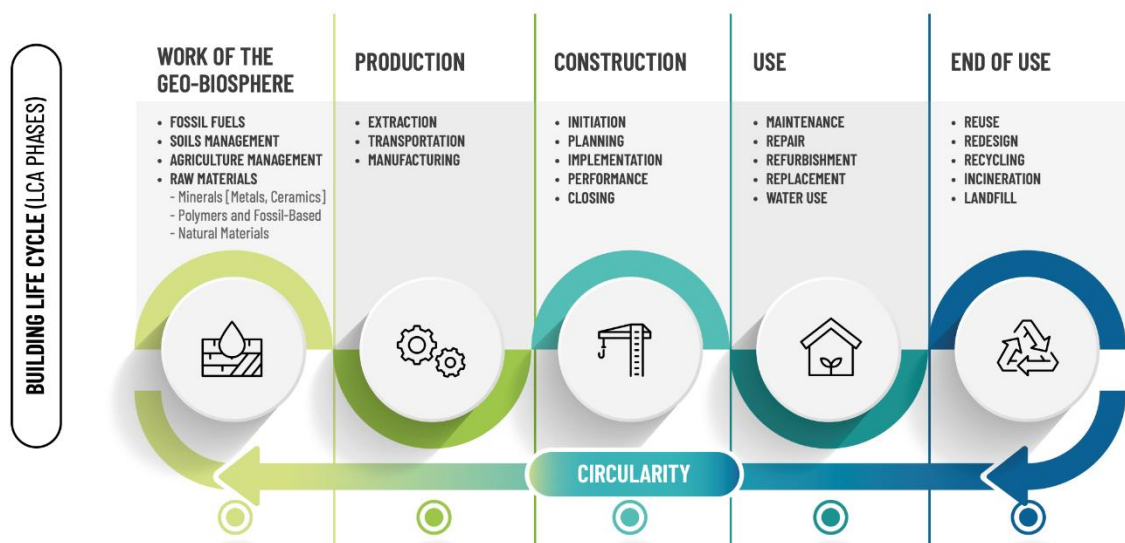 BUILDING LIFE CYCLE (LCA PHASES)
WORK OF THE
GEO-BIOSPHERE
• FOSSIL FUELS
• SOILS MANAGEMENT
• AGRICULTURE MANAGEMENT
• RAW MATERIALS
- Minerals [Metals, Ceramics]
- Polymers and Fossil-Based
- Natural Materials
PRODUCTION
• EXTRACTION
• TRANSPORTATION
• MANUFACTURING
CONSTRUCTION
• INITIATION
• PLANNING
• IMPLEMENTATION
• PERFORMANCE
• CLOSING
USE
• MAINTENANCE
• REPAIR
• REFURBISHMENT
• REPLACEMENT
• WATER USE
END OF USE
• REUSE
• REDESIGN
• RECYCLING
• INCINERATION
• LANDFILL
CIRCULARITY